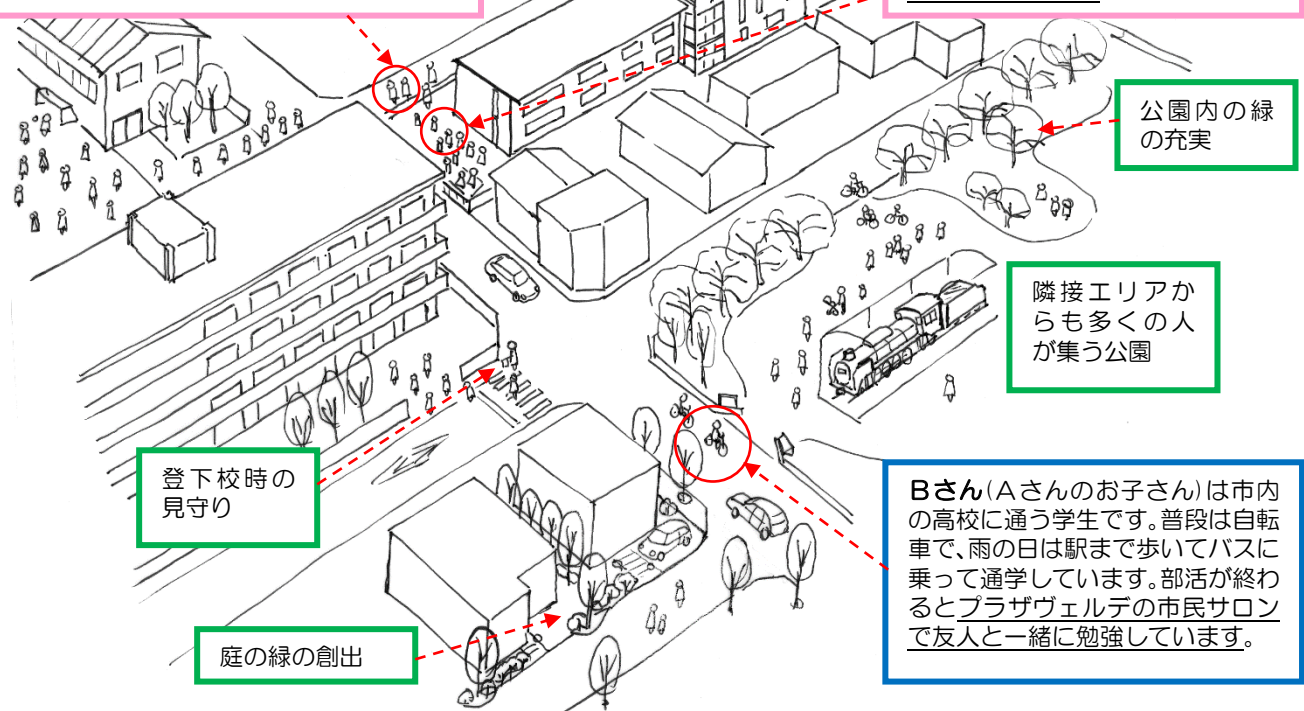 公園内の緑
の充実
隣接エリアか
らも多くの人
が集う公園
登下校時の
見守り
Bさん(Aさんのお子さん)は市内
の高校に通う学生です。普段は自転
車で、雨の日は駅まで歩いてバスに
乗って通学しています。部活が終わ
るとプラザヴェルデの市民サロン
で友人と一緒に勉強しています。
庭の緑の創出